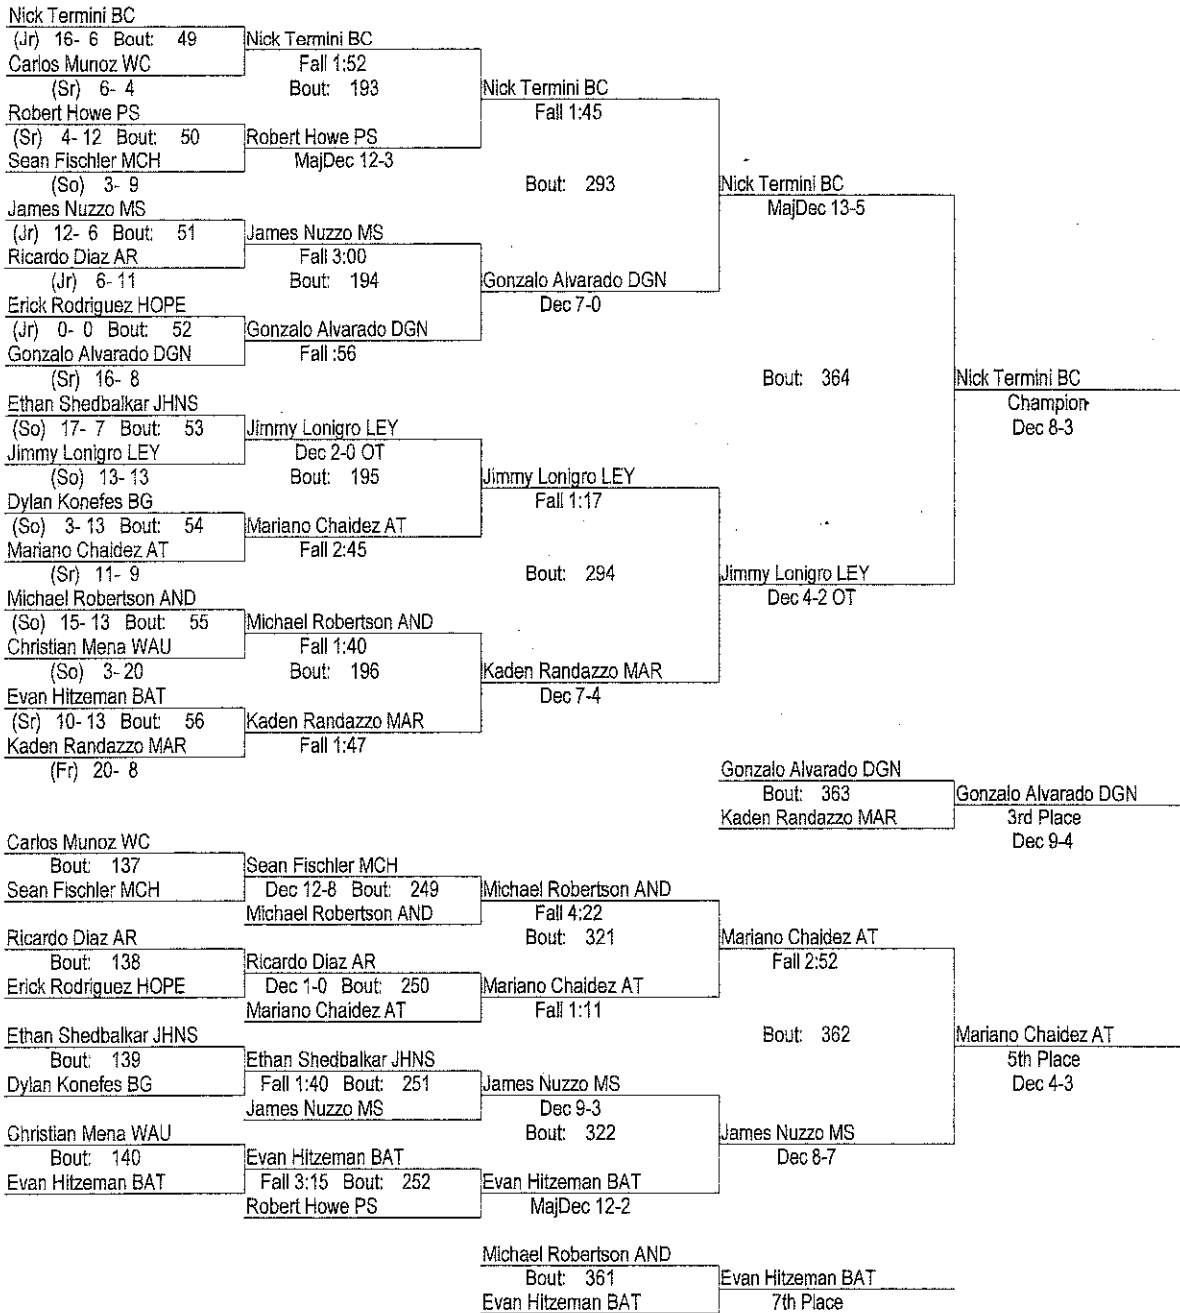 Nick Termini BC
(Jr) 16- 6 Bout: 49
Carlos Munoz WC
(Sr) 6- 4
Robert Howe PS
(Sr) 4- 12 Bout: 50
Sean Fischler MCH
(So) 3- 9
James Nuzzo MS
(Jr) 12- 6 Bout: 51
Ricardo Diaz AR
(Jr) 6- 11
Erick Rodriguez HOPE
(Jr) 0- 0 Bout: 52
Gonzalo Alvarado DGN
(Sr) 16- 8
Ethan Shedbalkar JHNS
(So) 17- 7 Bout: 53
Jimmy Lonigro LEY
(So) 13- 13
Dylan Konefes BG
(So) 3- 13 Bout: 54
Mariano Chaidez AT
(Sr) 11- 9
Michael Robertson AND
(So) 15- 13 Bout: 55
Christian Mena WAU
(So) 3- 20
Evan Hitzeman BAT
(Sr) 10- 13 Bout: 56
Kaden Randazzo MAR
(Fr) 20- 8
Nick Termini BC
Fall 1:52
Bout: 193
Robert Howe PS
MajDec 12-3
James Nuzzo MS
Fall 3:00
Bout: 194
Gonzalo Alvarado DGN
Fall :56
Jimmy Lonigro LEY
Dec 2-0 OT
Bout: 195
Mariano Chaidez AT
Fall 2:45
Michael Robertson AND
Fall 1:40
Bout: 196
Kaden Randazzo MAR
Fall 1:47
Nick Termini BC
Fall 1:45
Bout: 293
Gonzalo Alvarado DGN
Dec 7-0
Jimmy Lonigro LEY
Fall 1:17
Bout: 294
Kaden Randazzo MAR
Dec 7-4
Nick Termini BC
MajDec 13-5
Bout: 364
Jimmy Lonigro LEY
Dec 4-2 OT
Nick Termini BC
Champion
Dec 8-3
Gonzalo Alvarado DGN
Bout: 363
Kaden Randazzo MAR
Gonzalo Alvarado DGN
3rd Place
Dec 9-4
Carlos Munoz WC
Bout: 137
Sean Fischler MCH
Ricardo Diaz AR
Bout: 138
Erick Rodriguez HOPE
Ethan Shedbalkar JHNS
Bout: 139
Dylan Konefes BG
Christian Mena WAU
Bout: 140
Evan Hitzeman BAT
Sean Fischler MCH
Dec 12-8 Bout: 249
Michael Robertson AND
Ricardo Diaz AR
Dec 1-0 Bout: 250
Mariano Chaidez AT
Ethan Shedbalkar JHNS
Fall 1:40 Bout: 251
James Nuzzo MS
Evan Hitzeman BAT
Fall 3:15 Bout: 252
Robert Howe PS
Michael Robertson AND
Fall 4:22
Bout: 321
Mariano Chaidez AT
Fall 1:11
James Nuzzo MS
Dec 9-3
Bout: 322
Evan Hitzeman BAT
MajDec 12-2
Mariano Chaidez AT
Fall 2:52
Bout: 362
James Nuzzo MS
Dec 8-7
Mariano Chaidez AT
5th Place
Dec 4-3
Michael Robertson AND
Bout: 361
Evan Hitzeman BAT
Evan Hitzeman BAT
7th Place